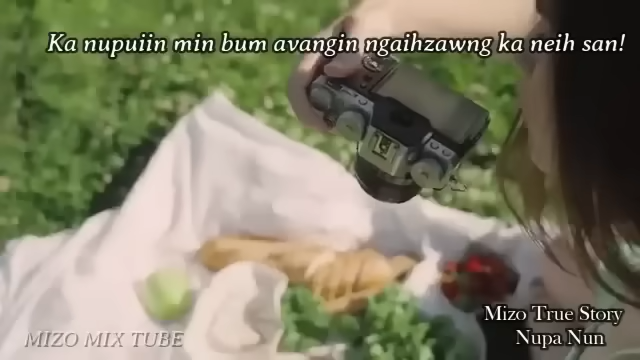 Ka nupuiin min bum avangin ngaihzawng ka neih san!
Mizo True Story
Nupa Nun
MIZO MIX TUBE